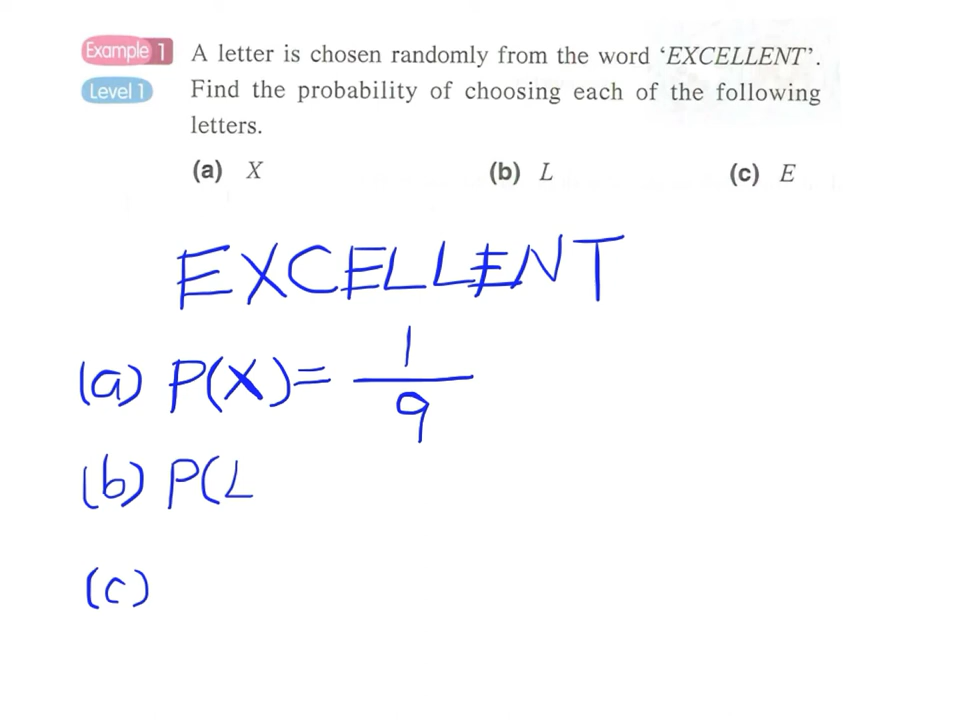 Example 1 A letter is chosen randomly from the word ‘EXCELLENT’.
Level 1 Find the probability of choosing each of the following
letters.
(a) X (b) L (c) E
EXCELLENT
(a) P(X) = 1/9
(b) P(L
(c)